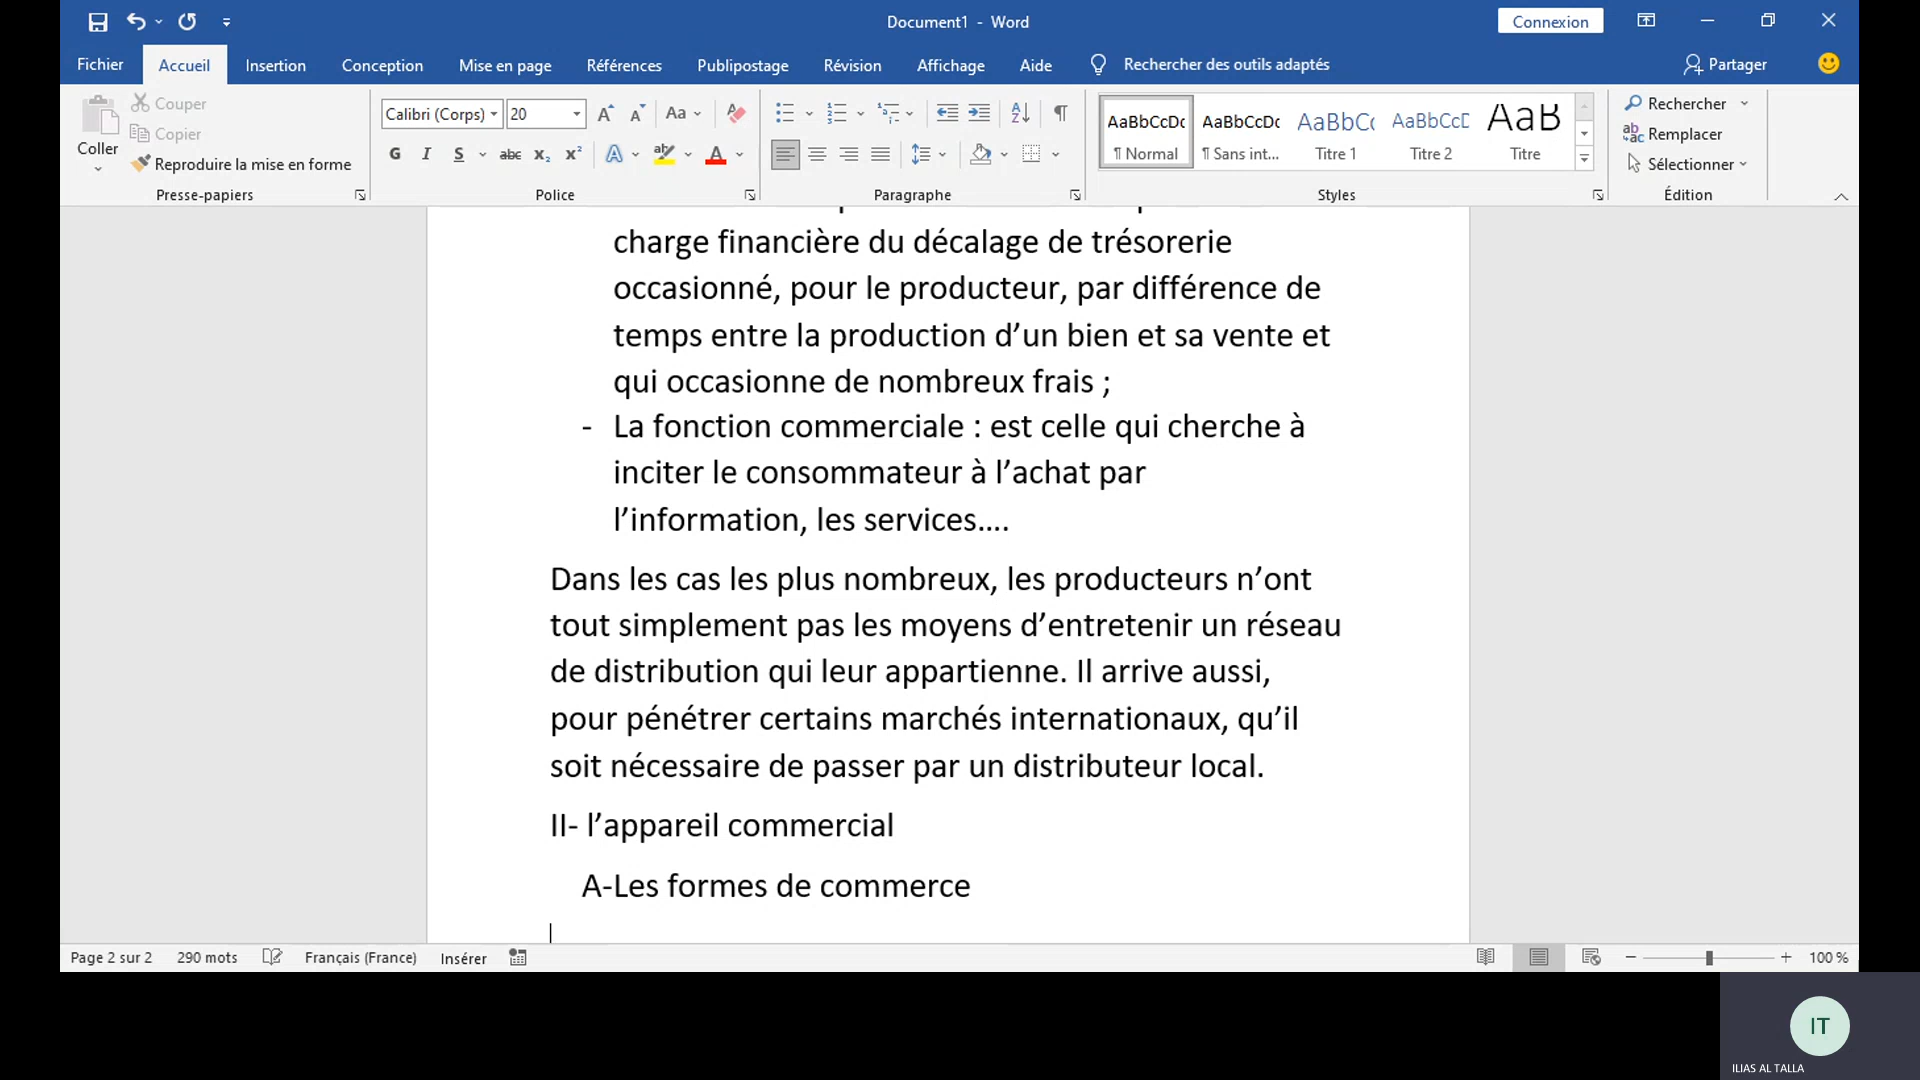 Document1 - Word
Connexion
Fichier
Accueil
Insertion
Conception
Mise en page
Références
Publipostage
Révision
Affichage
Aide
Rechercher des outils adaptés
Partager
Coller
Couper
Copier
Reproduire la mise en forme
Presse-papiers
Calibri (Corps)
20
Aa
G I S abc x₂ x²
Police
Paragraphe
AaBbCcDc
¶ Normal
AaBbCcDc
¶ Sans int...
AaBbCc
Titre 1
AaBbCcD
Titre 2
AaB
Titre
Styles
Rechercher
Remplacer
Sélectionner
Édition
charge financière du décalage de trésorerie
occasionné, pour le producteur, par différence de
temps entre la production d’un bien et sa vente et
qui occasionne de nombreux frais ;
- La fonction commerciale : est celle qui cherche à
inciter le consommateur à l’achat par
l’information, les services….
Dans les cas les plus nombreux, les producteurs n’ont
tout simplement pas les moyens d’entretenir un réseau
de distribution qui leur appartienne. Il arrive aussi,
pour pénétrer certains marchés internationaux, qu’il
soit nécessaire de passer par un distributeur local.
II- l’appareil commercial
A-Les formes de commerce
Page 2 sur 2
290 mots
Français (France)
Insérer
100 %
IT
ILIAS AL TALLA